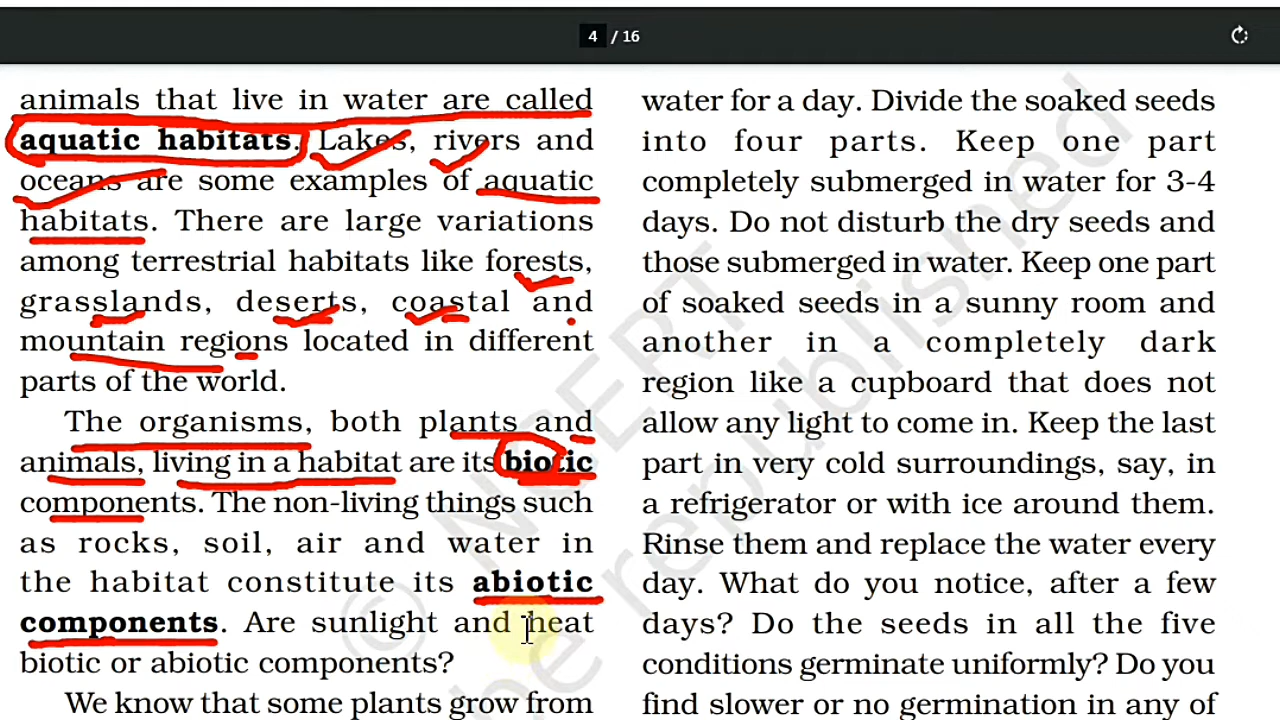 4 / 16
animals that live in water are called
aquatic habitats. Lakes, rivers and
oceans are some examples of aquatic
habitats. There are large variations
among terrestrial habitats like forests,
grasslands, deserts, coastal and
mountain regions located in different
parts of the world.
The organisms, both plants and
animals, living in a habitat are its biotic
components. The non-living things such
as rocks, soil, air and water in
the habitat constitute its abiotic
components. Are sunlight and heat
biotic or abiotic components?
We know that some plants grow from
water for a day. Divide the soaked seeds
into four parts. Keep one part
completely submerged in water for 3-4
days. Do not disturb the dry seeds and
those submerged in water. Keep one part
of soaked seeds in a sunny room and
another in a completely dark
region like a cupboard that does not
allow any light to come in. Keep the last
part in very cold surroundings, say, in
a refrigerator or with ice around them.
Rinse them and replace the water every
day. What do you notice, after a few
days? Do the seeds in all the five
conditions germinate uniformly? Do you
find slower or no germination in any of
© NCERT
be republished